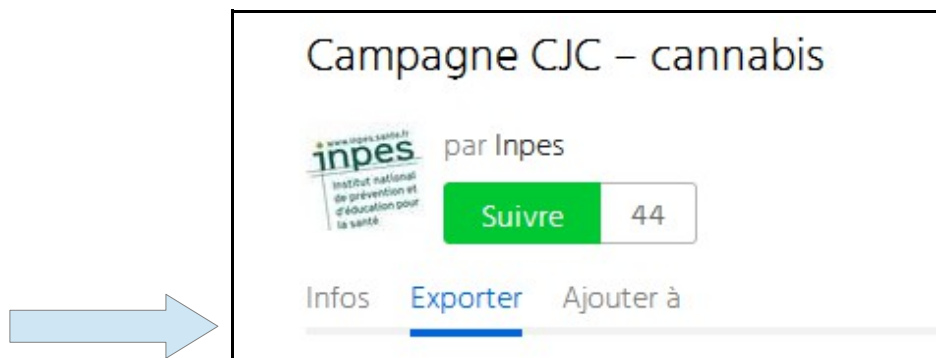 Campagne CJC – cannabis
www.inpes.sante.fr
inpes
institut national
de prévention et
d'éducation pour
la santé
par Inpes
Suivre 44
Infos Exporter Ajouter à